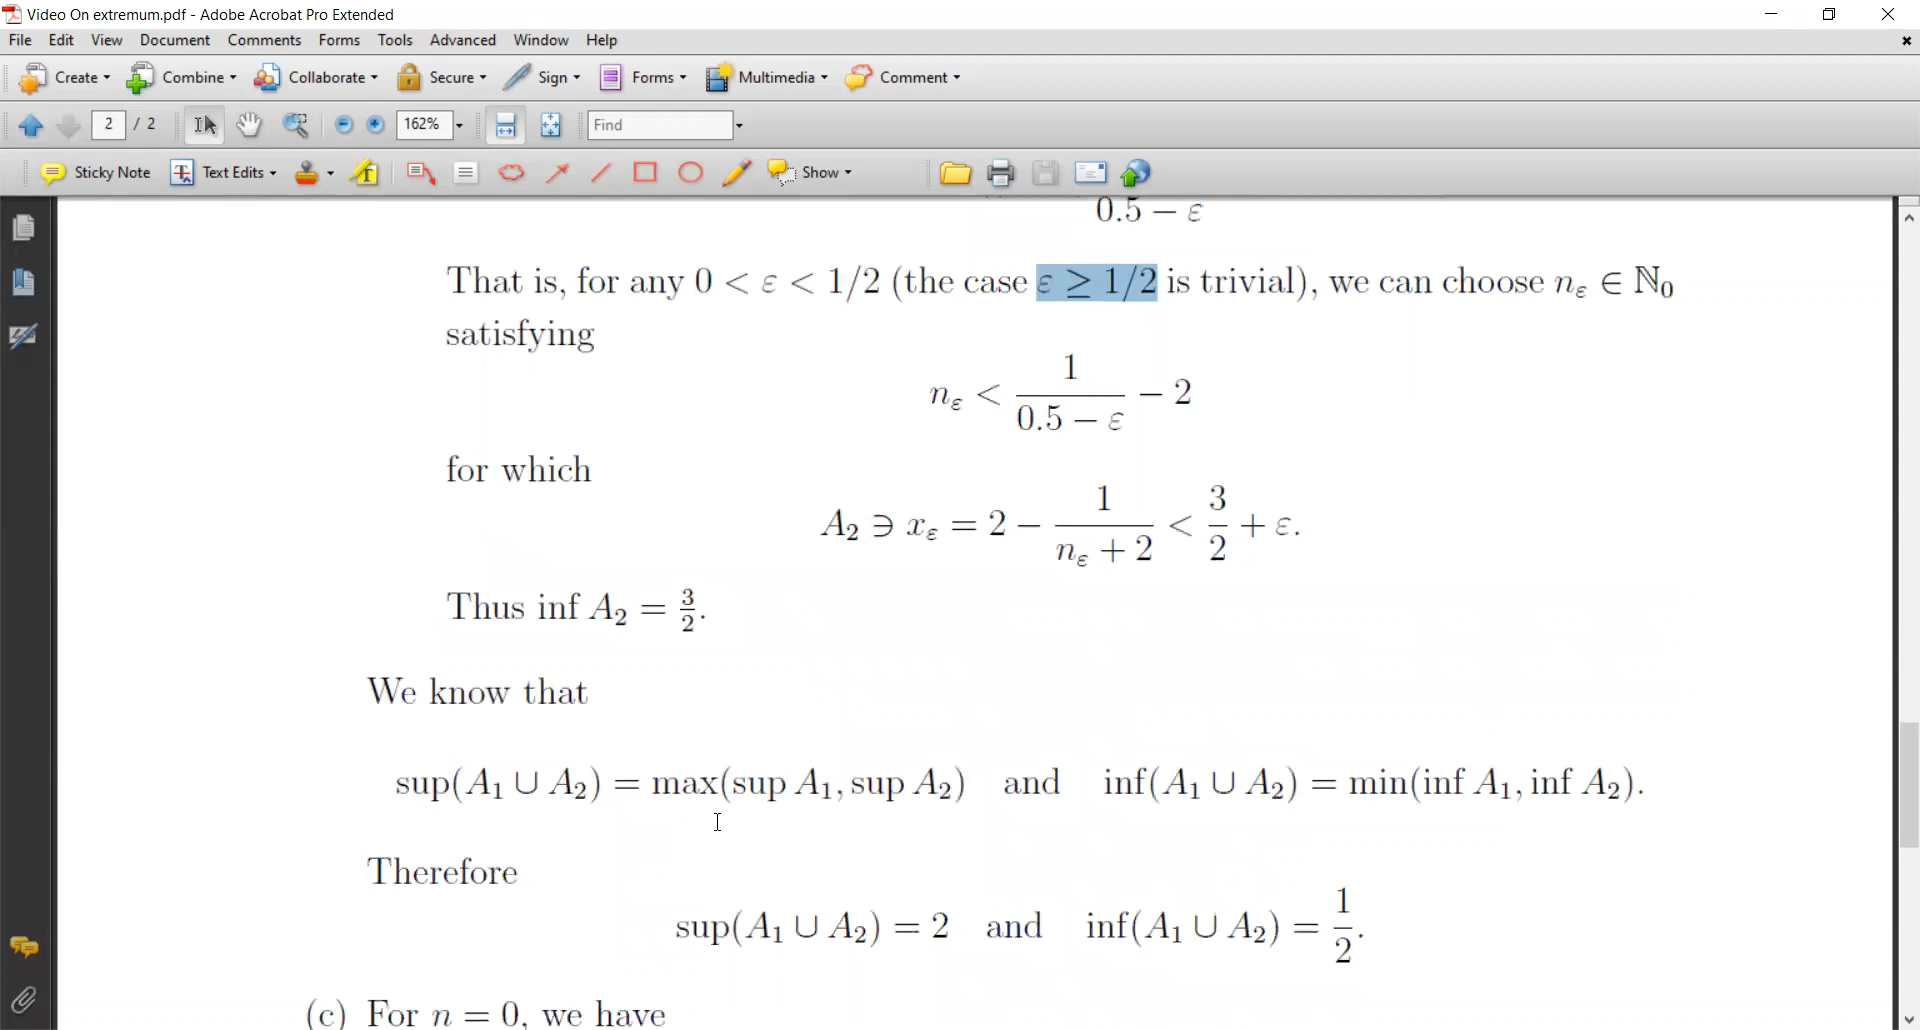 Video On extremum.pdf - Adobe Acrobat Pro Extended
File Edit View Document Comments Forms Tools Advanced Window Help
Create Combine Collaborate Secure Sign Forms Multimedia Comment
2 / 2 162% Find
Sticky Note Text Edits Show
0.5 − ε
That is, for any 0 < ε < 1/2 (the case ε ≥ 1/2 is trivial), we can choose n_ε ∈ ℕ₀
satisfying
n_ε < 1/(0.5 − ε) − 2
for which
A₂ ∋ x_ε = 2 − 1/(n_ε + 2) < 3/2 + ε.
Thus inf A₂ = 3/2.
We know that
sup(A₁ ∪ A₂) = max(sup A₁, sup A₂) and inf(A₁ ∪ A₂) = min(inf A₁, inf A₂).
Therefore
sup(A₁ ∪ A₂) = 2 and inf(A₁ ∪ A₂) = 1/2.
(c) For n = 0, we have